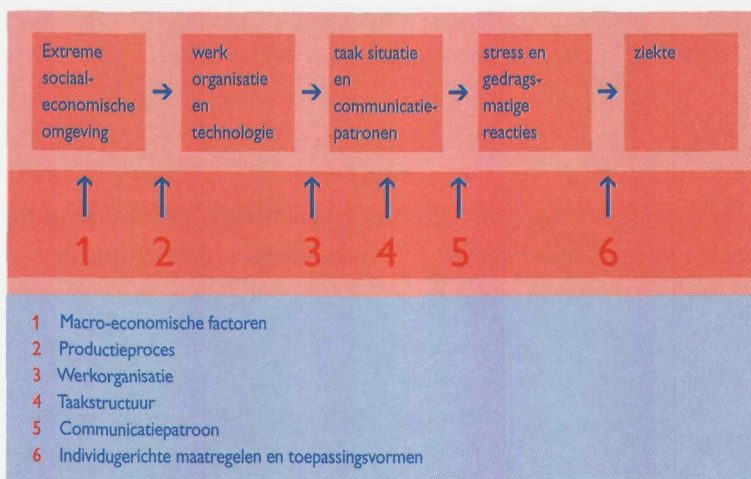 Extreme
sociaal-
economische
omgeving
werk
organisatie
en
téchnologie
taak situatie
en
communicatie-
patronen
stress en
gedrags-
matige
reacties
ziekte
1 2 3 4 5 6
1 Macro-economische factoren
2 Productieproces
3 Werkorganisatie
4 Taakstructuur
5 Communicatiepatroon
6 Individugerichte maatregelen en toepassingsvormen